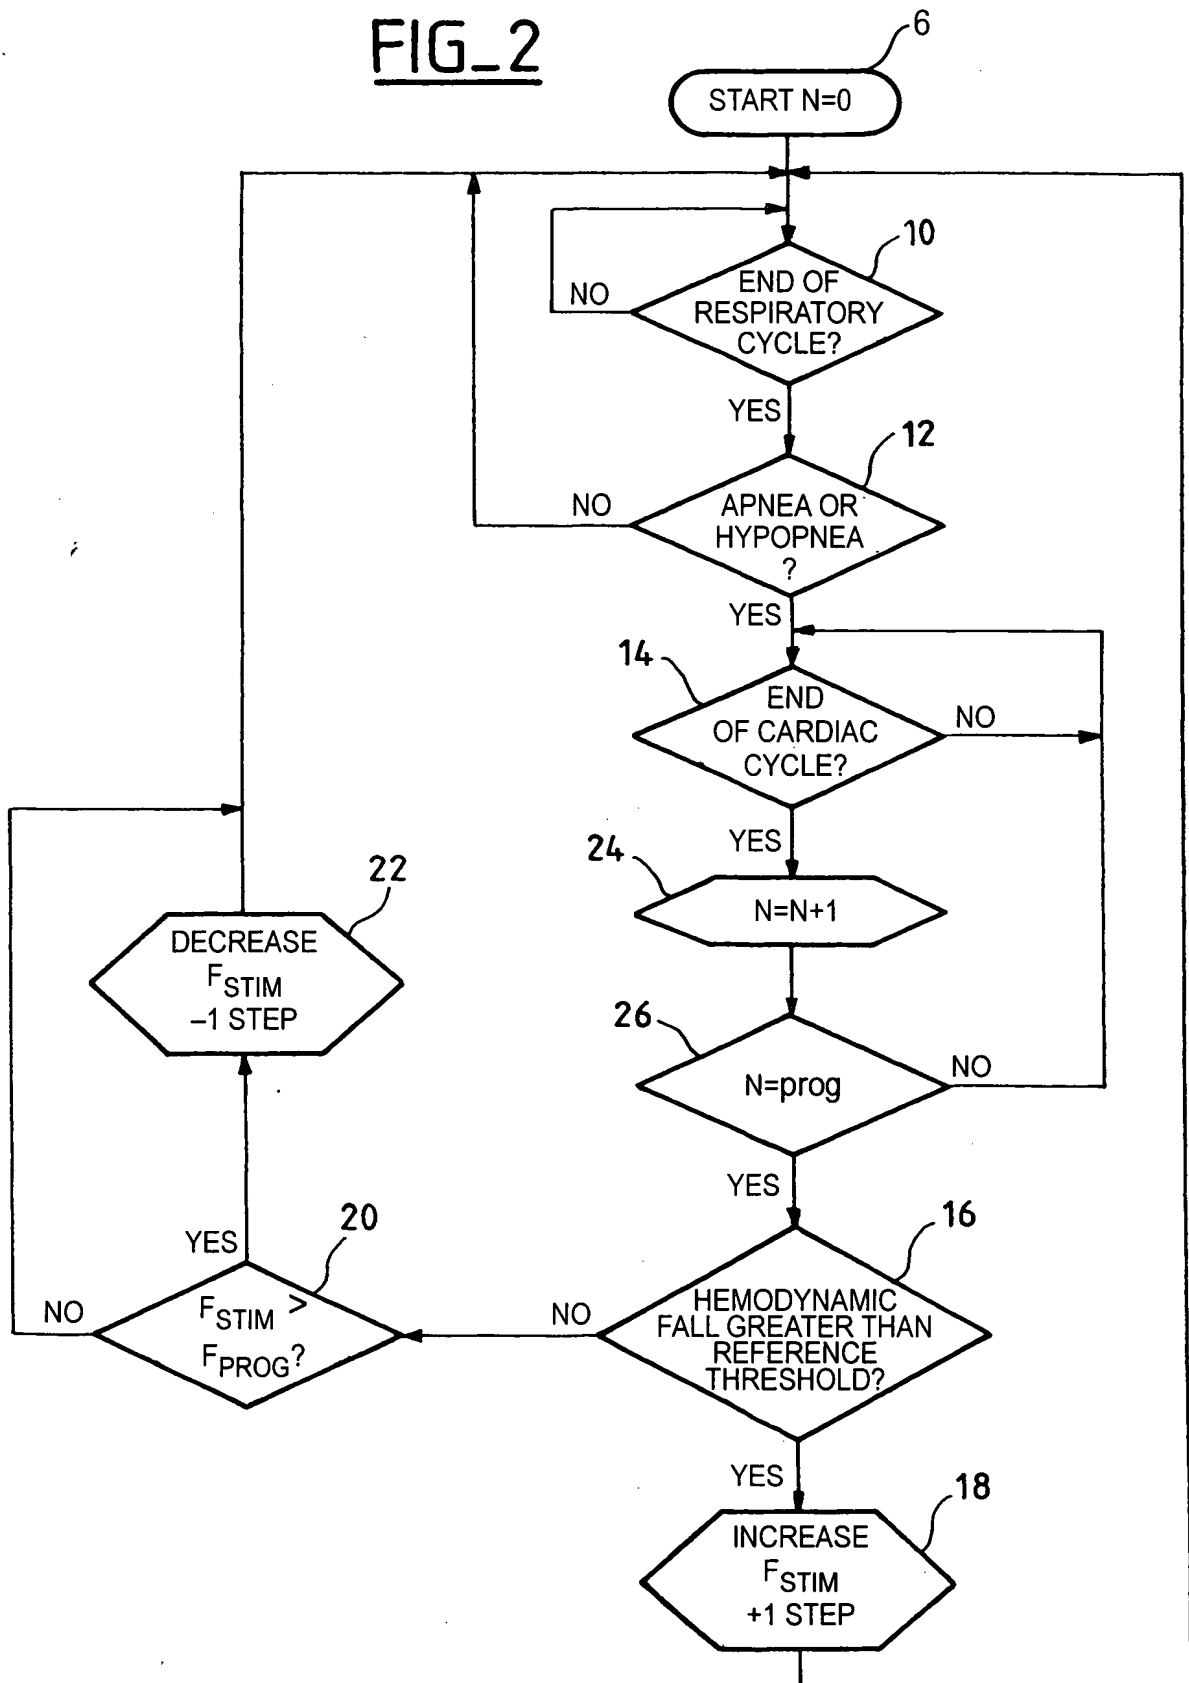 FIG_2
6
START N=0
10
END OF
RESPIRATORY
CYCLE?
NO
YES
12
APNEA OR
HYPOPNEA
?
NO
YES
14
END
OF CARDIAC
CYCLE?
NO
YES
24
N=N+1
22
DECREASE
FSTIM
–1 STEP
26
N=prog
NO
YES
20
YES
FSTIM >
FPROG?
NO
16
HEMODYNAMIC
FALL GREATER THAN
REFERENCE
THRESHOLD?
NO
YES
18
INCREASE
FSTIM
+1 STEP